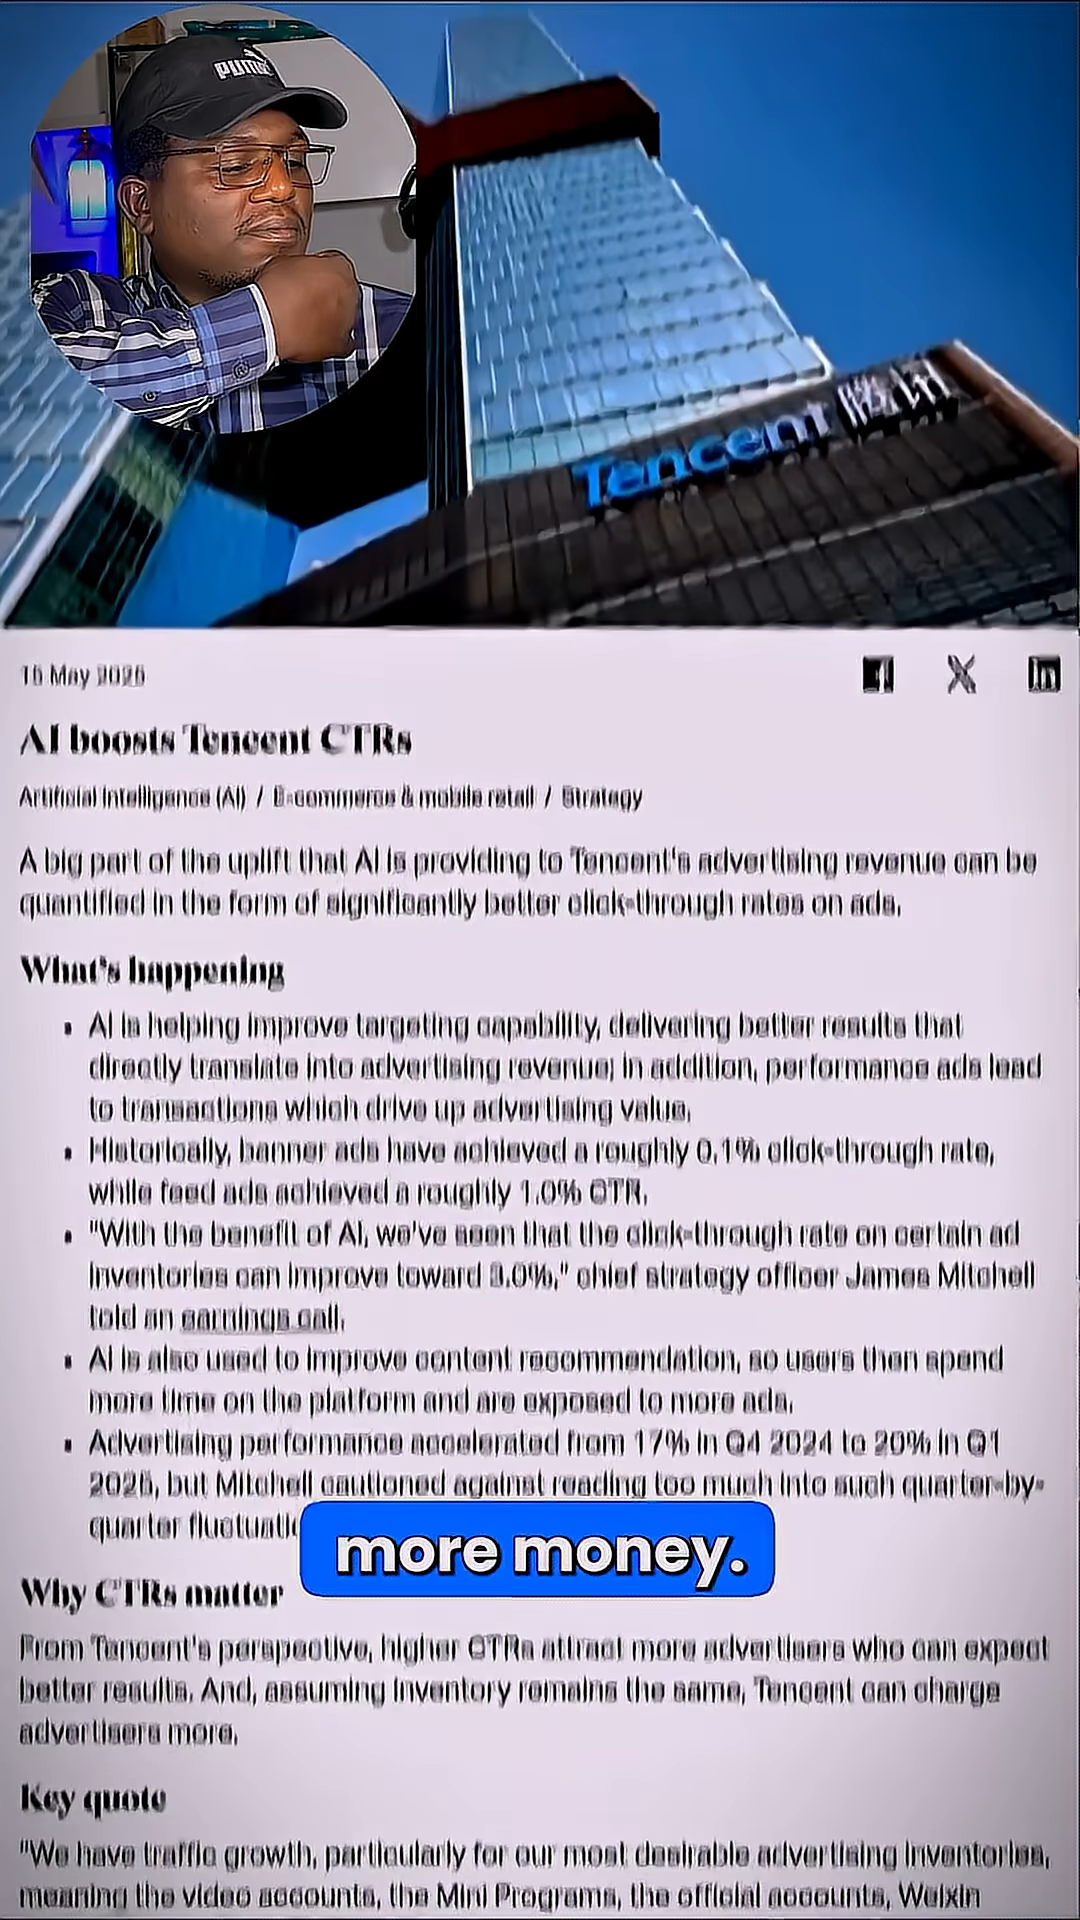 PUMA
Tencent 腾讯
15 May 2025
AI boosts Tencent CTRs
Artificial Intelligence (AI) / E-commerce & mobile retail / Strategy
A big part of the uplift that AI is providing to Tencent's advertising revenue can be
quantified in the form of significantly better click-through rates on ads.
What's happening
• AI is helping improve targeting capability, delivering better results that
directly translate into advertising revenue; in addition, performance ads lead
to transactions which drive up advertising value.
• Historically, banner ads have achieved a roughly 0.1% click-through rate,
while feed ads achieved a roughly 1.0% CTR.
• "With the benefit of AI, we've seen that the click-through rate on certain ad
inventories can improve toward 3.0%," chief strategy officer James Mitchell
told an earnings call.
• AI is also used to improve content recommendation, so users then spend
more time on the platform and are exposed to more ads.
• Advertising performance accelerated from 17% in Q4 2024 to 20% in Q1
2025, but Mitchell cautioned against reading too much into such quarter-by-
quarter
more money.
Why CTRs matter
From Tencent's perspective, higher CTRs attract more advertisers who can expect
better results. And, assuming inventory remains the same, Tencent can charge
advertisers more.
Key quote
"We have traffic growth, particularly for our most desirable advertising inventories,
meaning the video accounts, the Mini Programs, the official accounts, Weixin